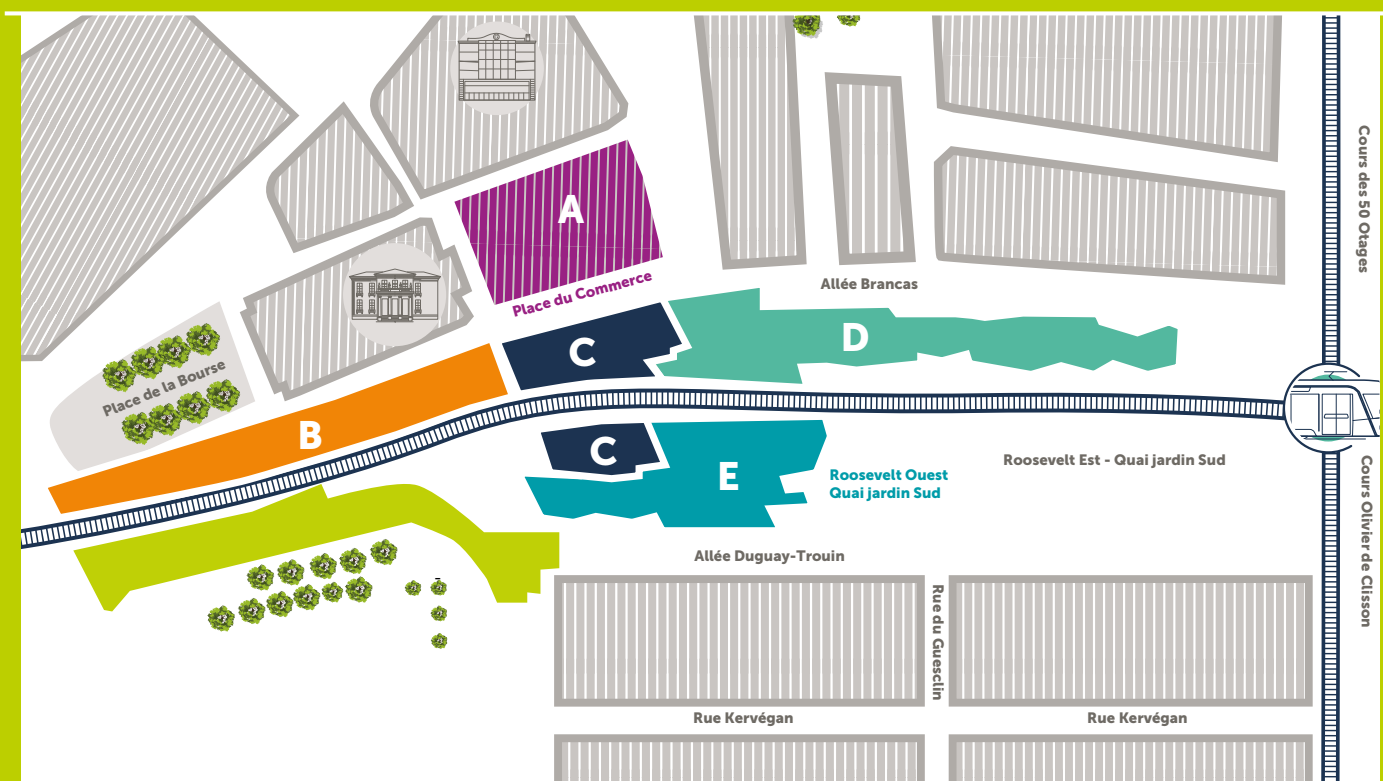 A
Place du Commerce
Allée Brancas
Cours des 50 Otages
C
D
Place de la Bourse
B
C
E
Roosevelt Ouest
Quai jardin Sud
Roosevelt Est - Quai jardin Sud
Cours Olivier de Clisson
Allée Duguay-Trouin
Rue du Guesclin
Rue Kervégan
Rue Kervégan